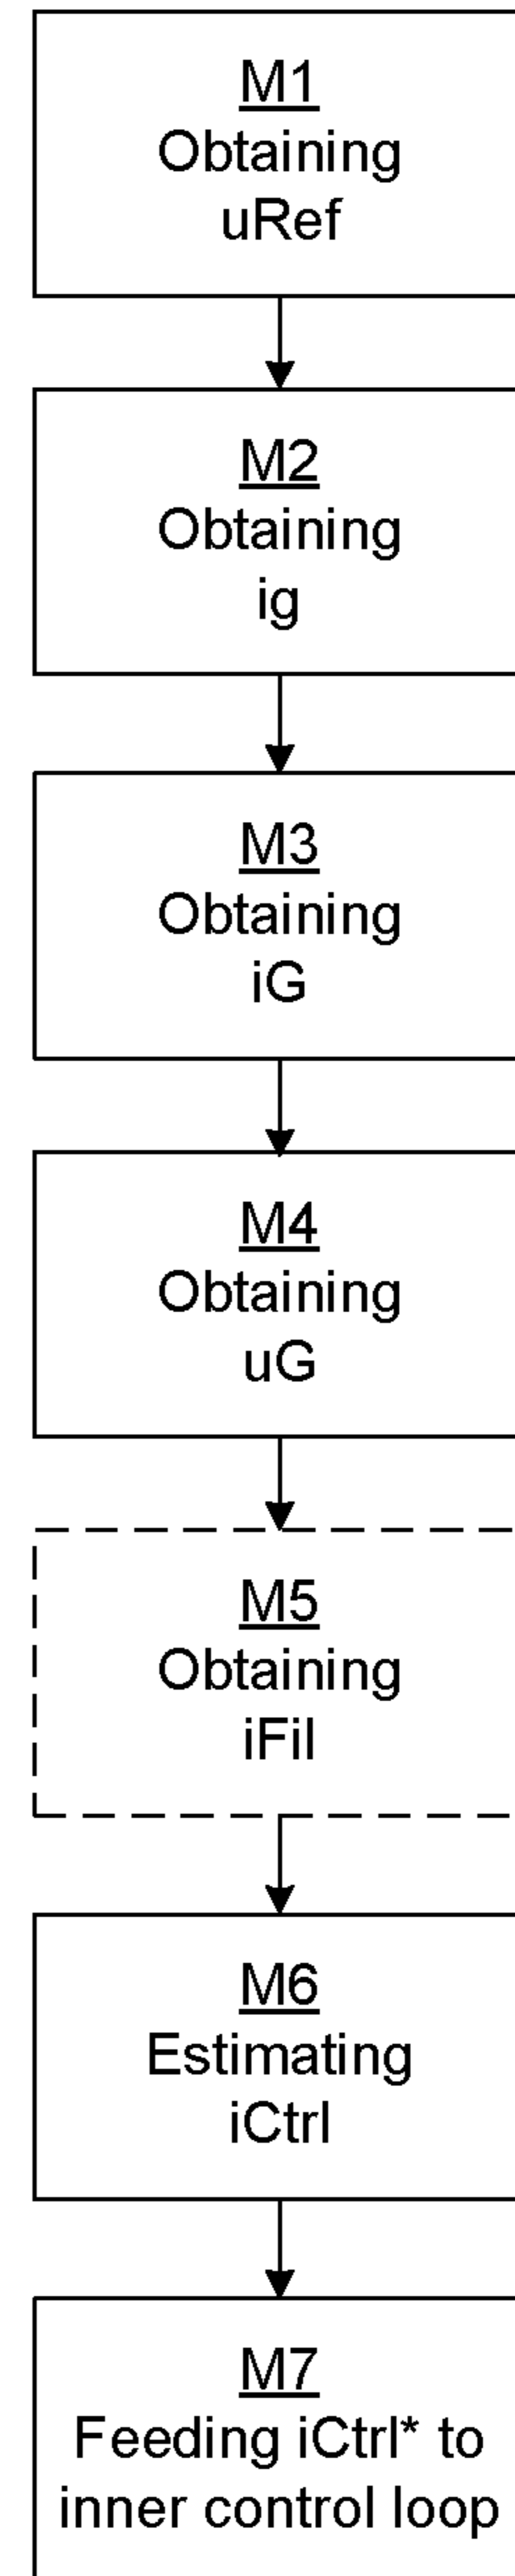 M1
Obtaining
uRef
M2
Obtaining
ig
M3
Obtaining
iG
M4
Obtaining
uG
M5
Obtaining
iFil
M6
Estimating
iCtrl
M7
Feeding iCtrl* to
inner control loop